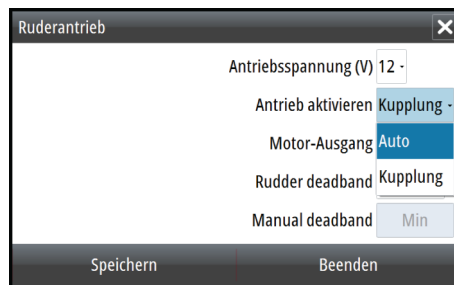 Ruderantrieb
Antriebsspannung (V) 12
Antrieb aktivieren Kupplung
Motor-Ausgang Auto
Rudder deadband Kupplung
Manual deadband Min
Speichern Beenden